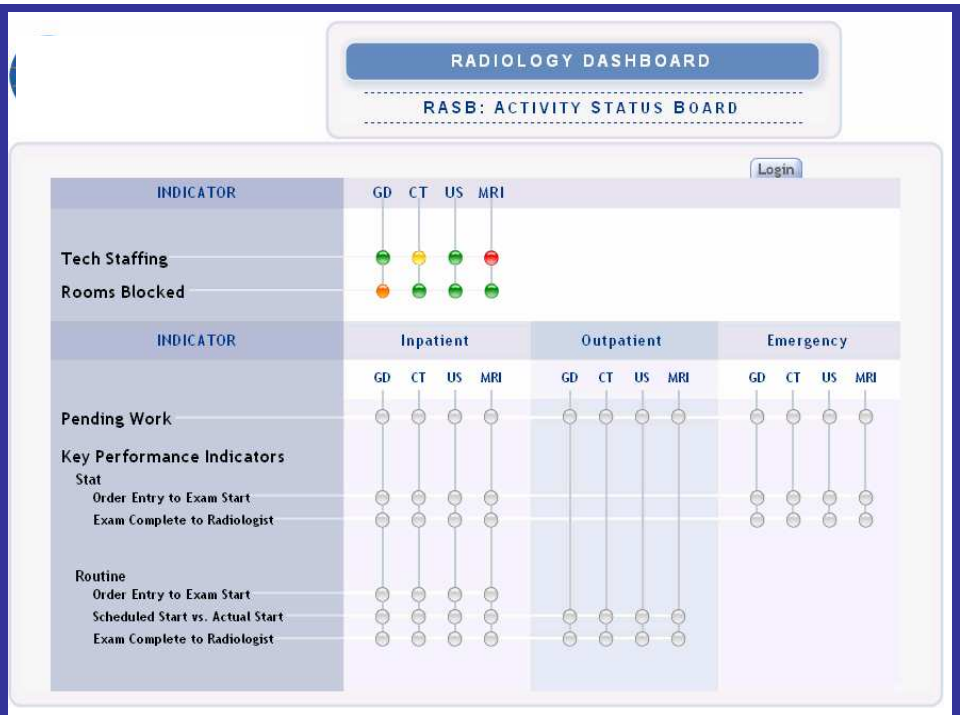 RADIOLOGY DASHBOARD
RASB: ACTIVITY STATUS BOARD
Login
INDICATOR GD CT US MRI
Tech Staffing
Rooms Blocked
INDICATOR Inpatient Outpatient Emergency
GD CT US MRI GD CT US MRI GD CT US MRI
Pending Work
Key Performance Indicators
Stat
Order Entry to Exam Start
Exam Complete to Radiologist
Routine
Order Entry to Exam Start
Scheduled Start vs. Actual Start
Exam Complete to Radiologist